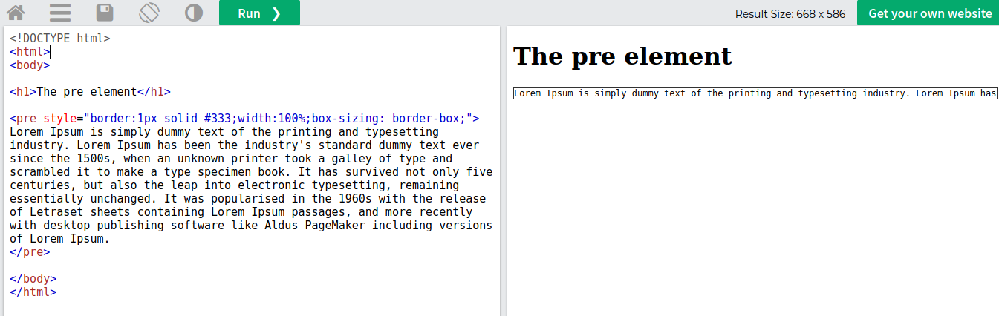 Run ❯
Result Size: 668 x 586
Get your own website
<!DOCTYPE html>
<html>
<body>
<h1>The pre element</h1>
<pre style="border:1px solid #333;width:100%;box-sizing: border-box;">
Lorem Ipsum is simply dummy text of the printing and typesetting
industry. Lorem Ipsum has been the industry's standard dummy text ever
since the 1500s, when an unknown printer took a galley of type and
scrambled it to make a type specimen book. It has survived not only five
centuries, but also the leap into electronic typesetting, remaining
essentially unchanged. It was popularised in the 1960s with the release
of Letraset sheets containing Lorem Ipsum passages, and more recently
with desktop publishing software like Aldus PageMaker including versions
of Lorem Ipsum.
</pre>
</body>
</html>
The pre element
Lorem Ipsum is simply dummy text of the printing and typesetting industry. Lorem Ipsum has